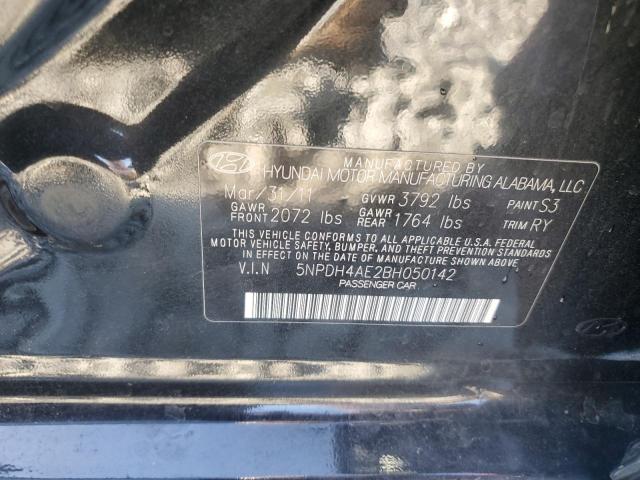 MANUFACTURED BY
HYUNDAI MOTOR MANUFACTURING ALABAMA, LLC
Mar/31/11 GVWR 3792 lbs PAINT S3
GAWR FRONT 2072 lbs GAWR REAR 1764 lbs TRIM RY
THIS VEHICLE CONFORMS TO ALL APPLICABLE U.S.A. FEDERAL
MOTOR VEHICLE SAFETY, BUMPER, AND THEFT PREVENTION STANDARDS
IN EFFECT ON THE DATE OF MANUFACTURE SHOWN ABOVE.
V.I.N 5NPDH4AE2BH050142
PASSENGER CAR